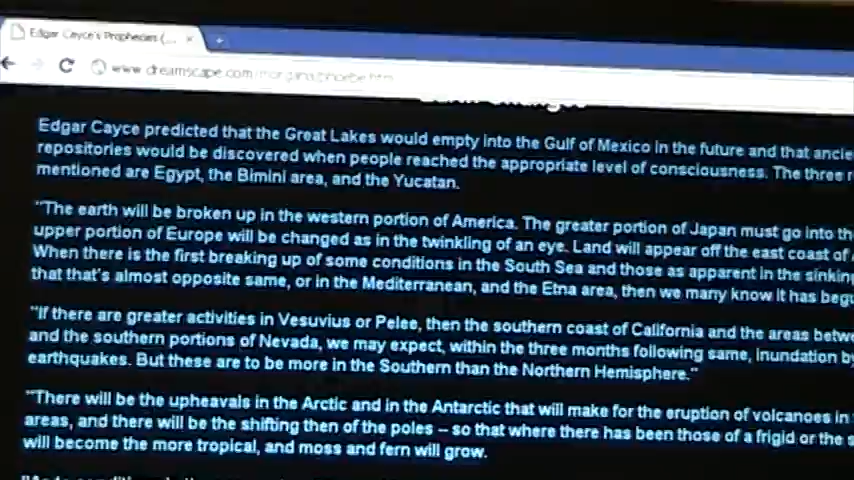 Edgar Cayce's Prophecies (...
www.dreamscape.com/morgana/phoebe.htm
Earth Changes
Edgar Cayce predicted that the Great Lakes would empty into the Gulf of Mexico in the future and that ancie
repositories would be discovered when people reached the appropriate level of consciousness. The three r
mentioned are Egypt, the Bimini area, and the Yucatan.
"The earth will be broken up in the western portion of America. The greater portion of Japan must go into th
upper portion of Europe will be changed as in the twinkling of an eye. Land will appear off the east coast of
When there is the first breaking up of some conditions in the South Sea and those as apparent in the sinking
that that's almost opposite same, or in the Mediterranean, and the Etna area, then we many know it has begu
"If there are greater activities in Vesuvius or Pelee, then the southern coast of California and the areas betwe
and the southern portions of Nevada, we may expect, within the three months following same, inundation by
earthquakes. But these are to be more in the Southern than the Northern Hemisphere."
"There will be the upheavals in the Arctic and in the Antarctic that will make for the eruption of volcanoes in
areas, and there will be the shifting then of the poles -- so that where there has been those of a frigid or the s
will become the more tropical, and moss and fern will grow.